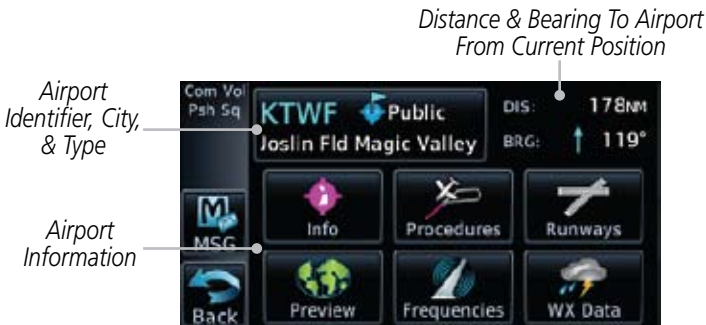 Distance & Bearing To Airport
From Current Position
Airport
Identifier, City,
& Type
Com Vol
Psh Sq
KTWF Public
Joslin Fld Magic Valley
DIS: 178NM
BRG: 119°
Airport
Information
MSG
Back
Info
Procedures
Runways
Preview
Frequencies
WX Data